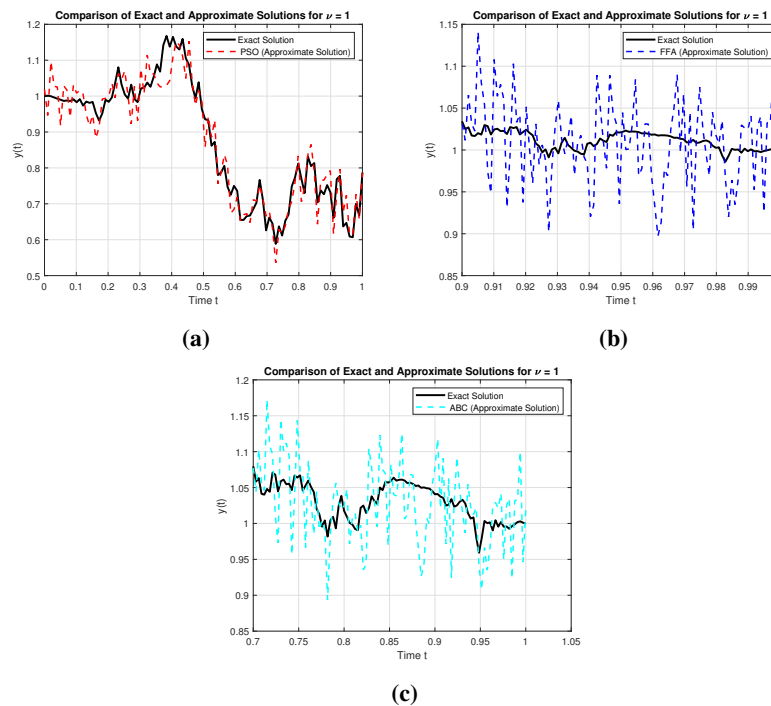 Comparison of Exact and Approximate Solutions for ν = 1
Exact Solution
PSO (Approximate Solution)
1.2
1.1
1
0.9
0.8
0.7
0.6
0.5
y(t)
0 0.1 0.2 0.3 0.4 0.5 0.6 0.7 0.8 0.9 1
Time t
(a)
Comparison of Exact and Approximate Solutions for ν = 1
Exact Solution
FFA (Approximate Solution)
1.15
1.1
1.05
1
0.95
0.9
0.85
y(t)
0.9 0.91 0.92 0.93 0.94 0.95 0.96 0.97 0.98 0.99
Time t
(b)
Comparison of Exact and Approximate Solutions for ν = 1
Exact Solution
ABC (Approximate Solution)
1.2
1.15
1.1
1.05
1
0.95
0.9
0.85
y(t)
0.7 0.75 0.8 0.85 0.9 0.95 1 1.05
Time t
(c)